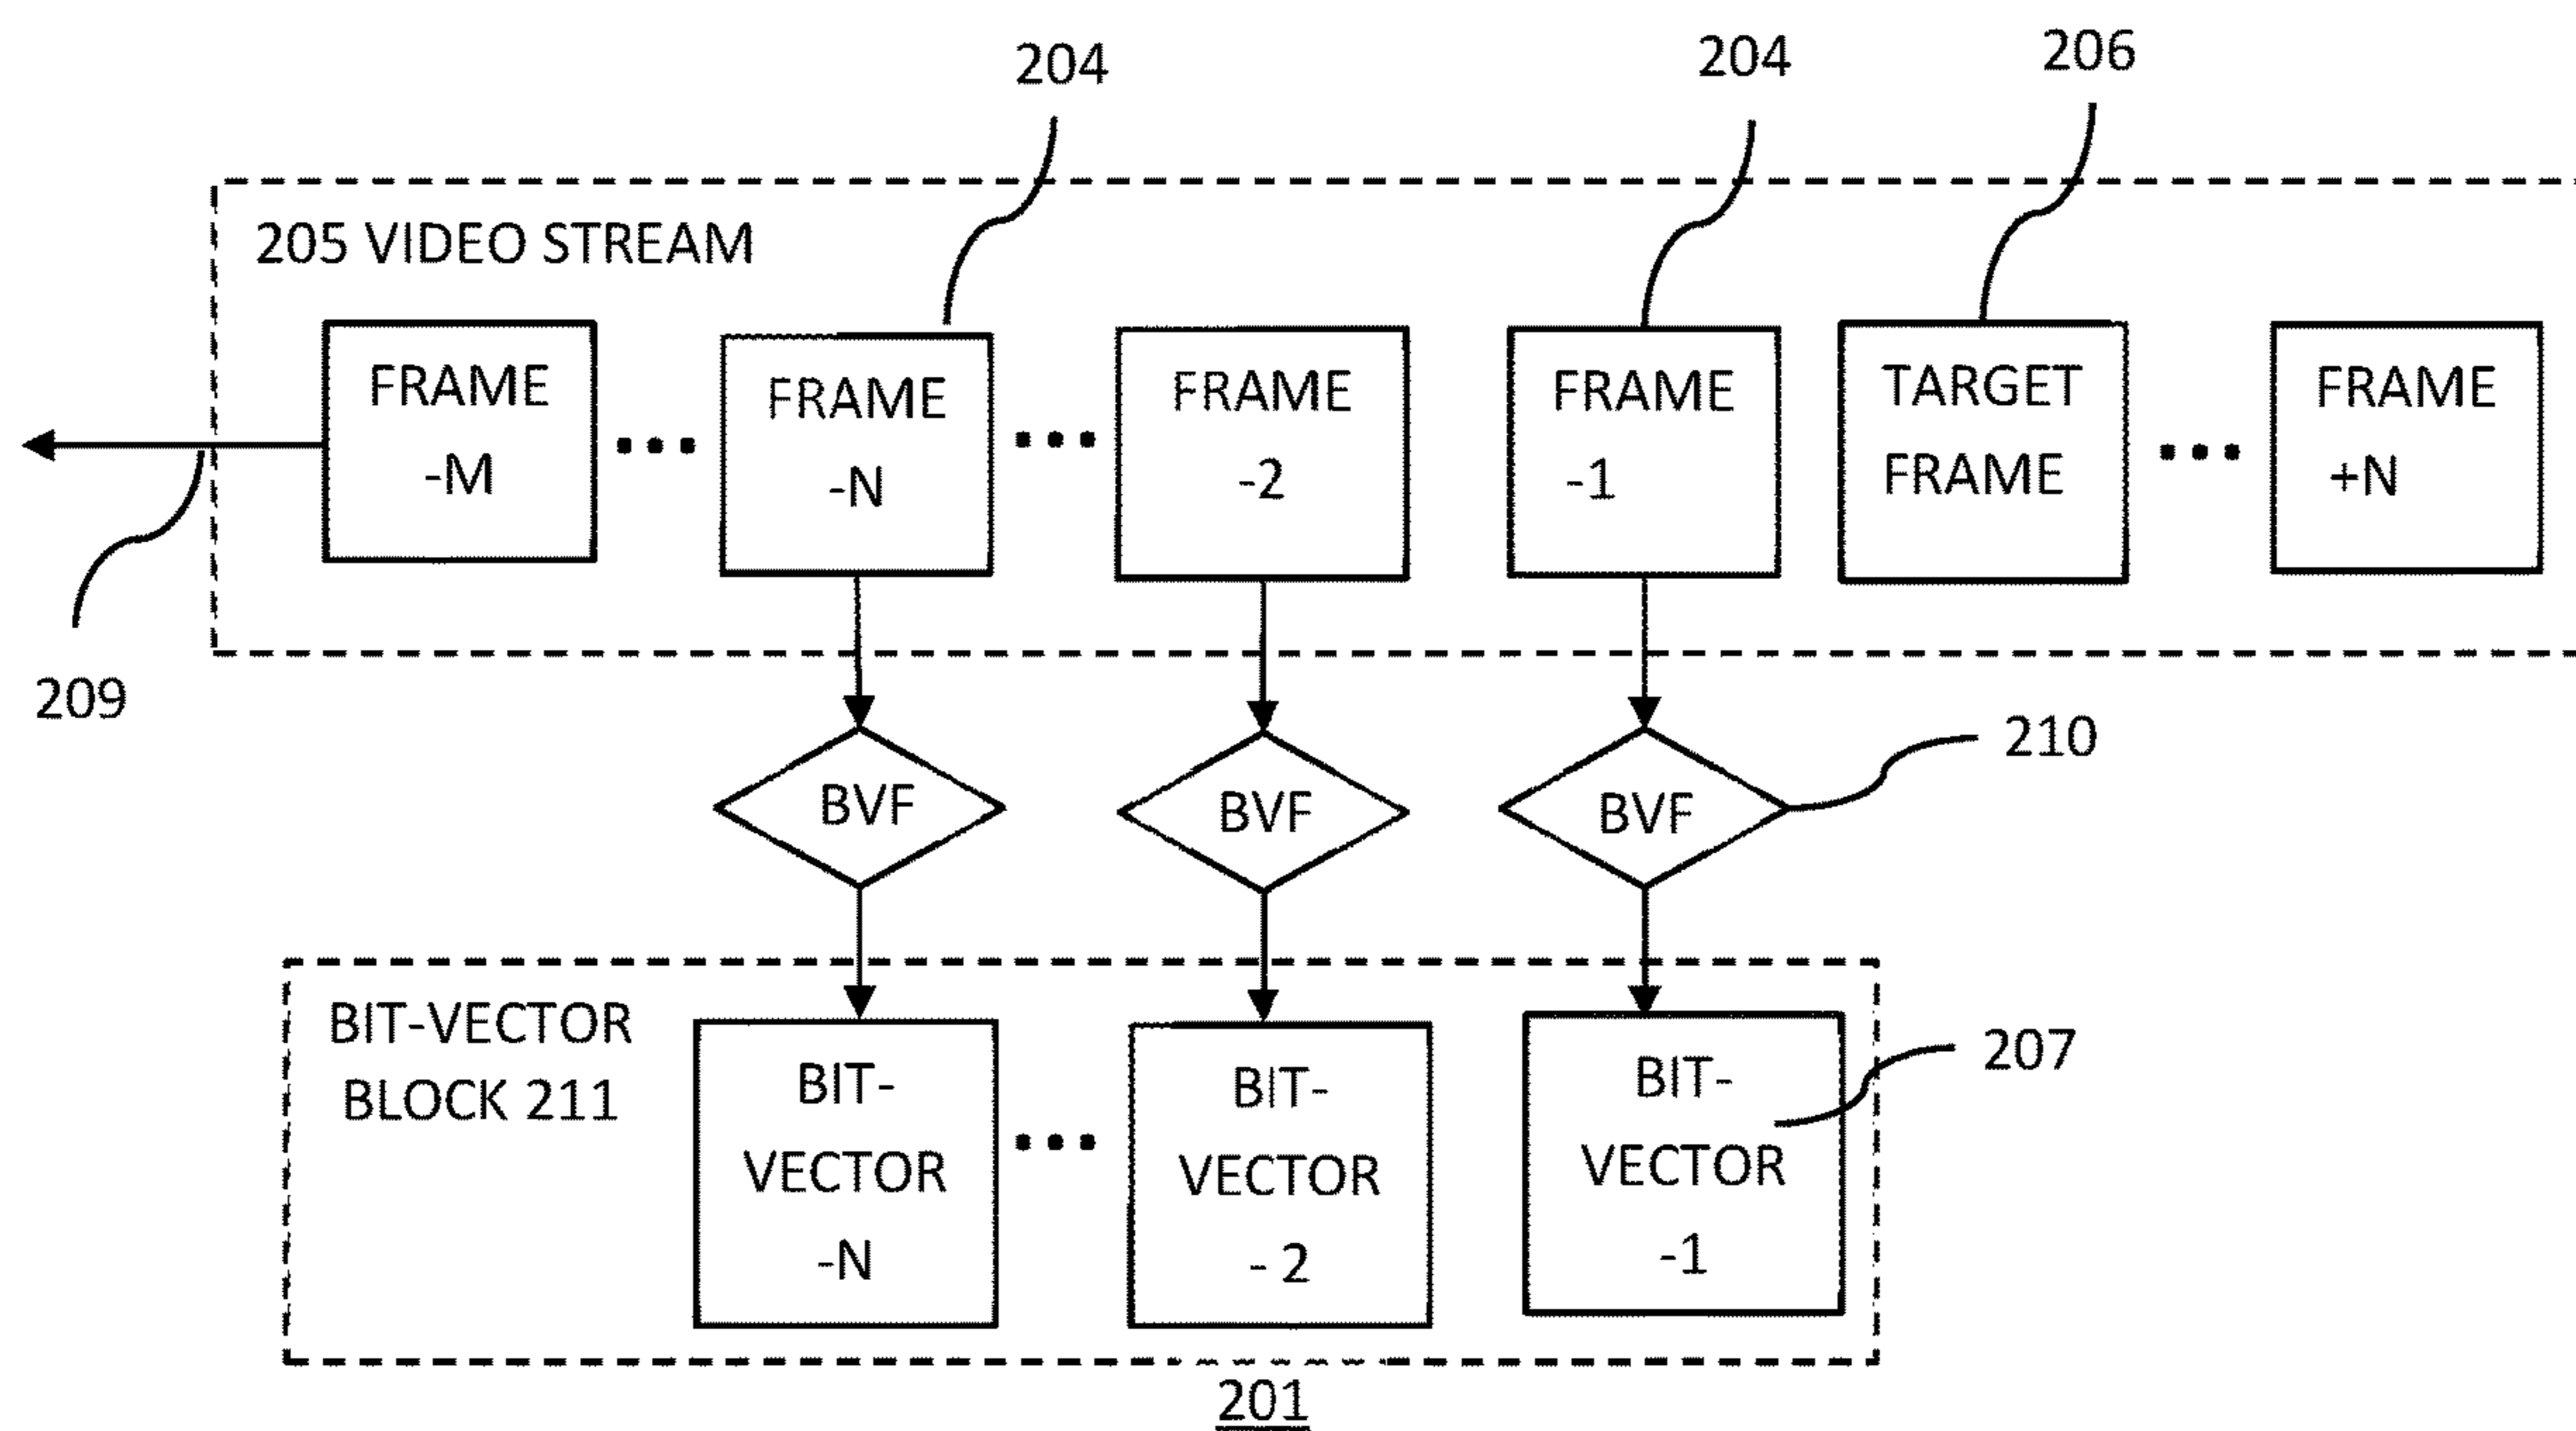 204
204
206
205 VIDEO STREAM
FRAME
-M
FRAME
-N
FRAME
-2
FRAME
-1
TARGET
FRAME
FRAME
+N
209
BVF
BVF
BVF
210
BIT-VECTOR
BLOCK 211
BIT-
VECTOR
-N
BIT-
VECTOR
- 2
BIT-
VECTOR
-1
207
201